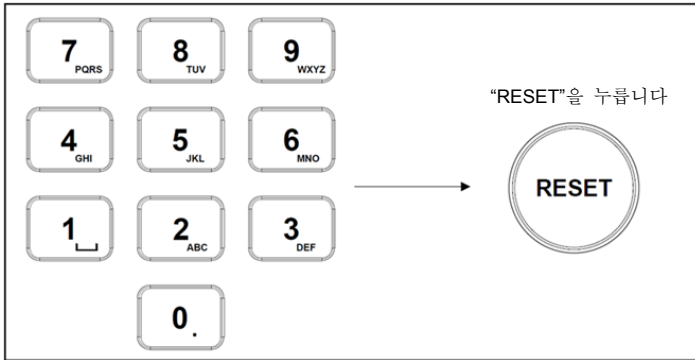 7 PQRS 8 TUV 9 WXYZ
“RESET”을 누릅니다
4 GHI 5 JKL 6 MNO
RESET
1 2 ABC 3 DEF
0 .